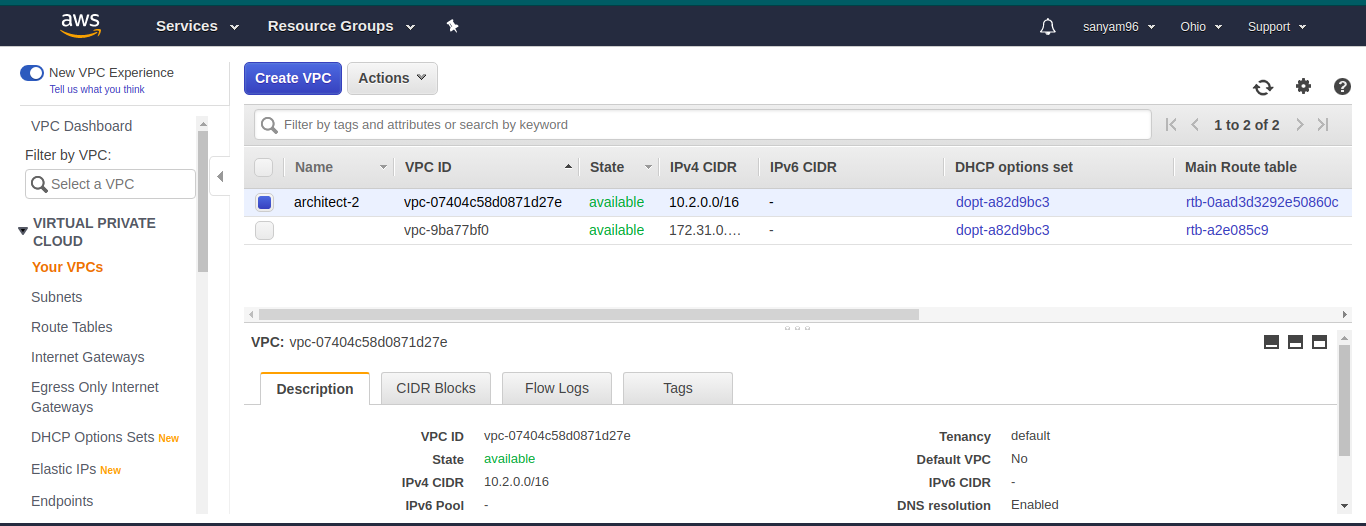 aws Services Resource Groups sanyam96 Ohio Support
New VPC Experience
Tell us what you think
VPC Dashboard
Filter by VPC:
Select a VPC
VIRTUAL PRIVATE
CLOUD
Your VPCs
Subnets
Route Tables
Internet Gateways
Egress Only Internet
Gateways
DHCP Options Sets New
Elastic IPs New
Endpoints
Create VPC Actions
Filter by tags and attributes or search by keyword 1 to 2 of 2
Name VPC ID State IPv4 CIDR IPv6 CIDR DHCP options set Main Route table
architect-2 vpc-07404c58d0871d27e available 10.2.0.0/16 - dopt-a82d9bc3 rtb-0aad3d3292e50860c
vpc-9ba77bf0 available 172.31.0.… - dopt-a82d9bc3 rtb-a2e085c9
VPC: vpc-07404c58d0871d27e
Description CIDR Blocks Flow Logs Tags
VPC ID vpc-07404c58d0871d27e Tenancy default
State available Default VPC No
IPv4 CIDR 10.2.0.0/16 IPv6 CIDR -
IPv6 Pool - DNS resolution Enabled